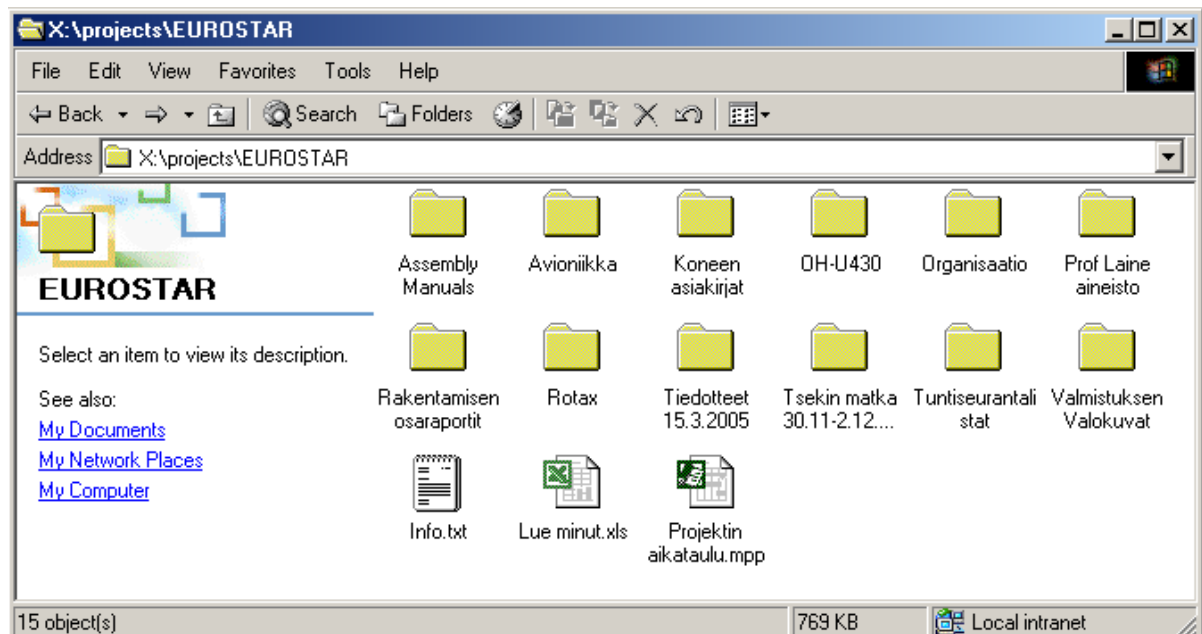 X:\projects\EUROSTAR
File Edit View Favorites Tools Help
Back Search Folders
Address X:\projects\EUROSTAR
EUROSTAR
Select an item to view its description.
See also:
My Documents
My Network Places
My Computer
Assembly Manuals
Avioniikka
Koneen asiakirjat
OH-U430
Organisaatio
Prof Laine aineisto
Rakentamisen osaraportit
Rotax
Tiedotteet 15.3.2005
Tsekin matka 30.11-2.12....
Tuntiseurantali stat
Valmistuksen Valokuvat
Info.txt
Lue minut.xls
Projektin aikataulu.mpp
15 object(s) 769 KB Local intranet